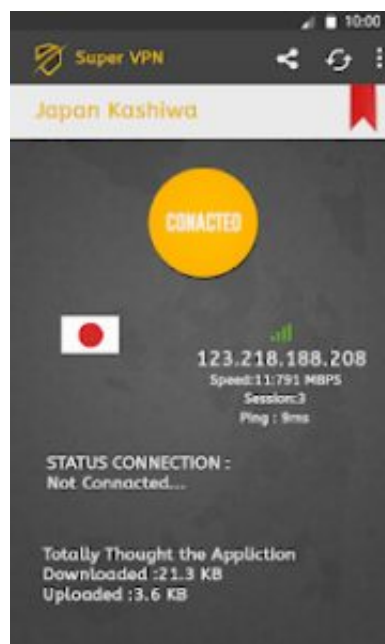 10:00
Super VPN
Japan Kashiwa
CONACTED
123.218.188.208
Speed:11:791 MBPS
Session:3
Ping : 9ms
STATUS CONNECTION :
Not Connacted...
Totally Thought the Appliction
Downloaded :21.3 KB
Uploaded :3.6 KB